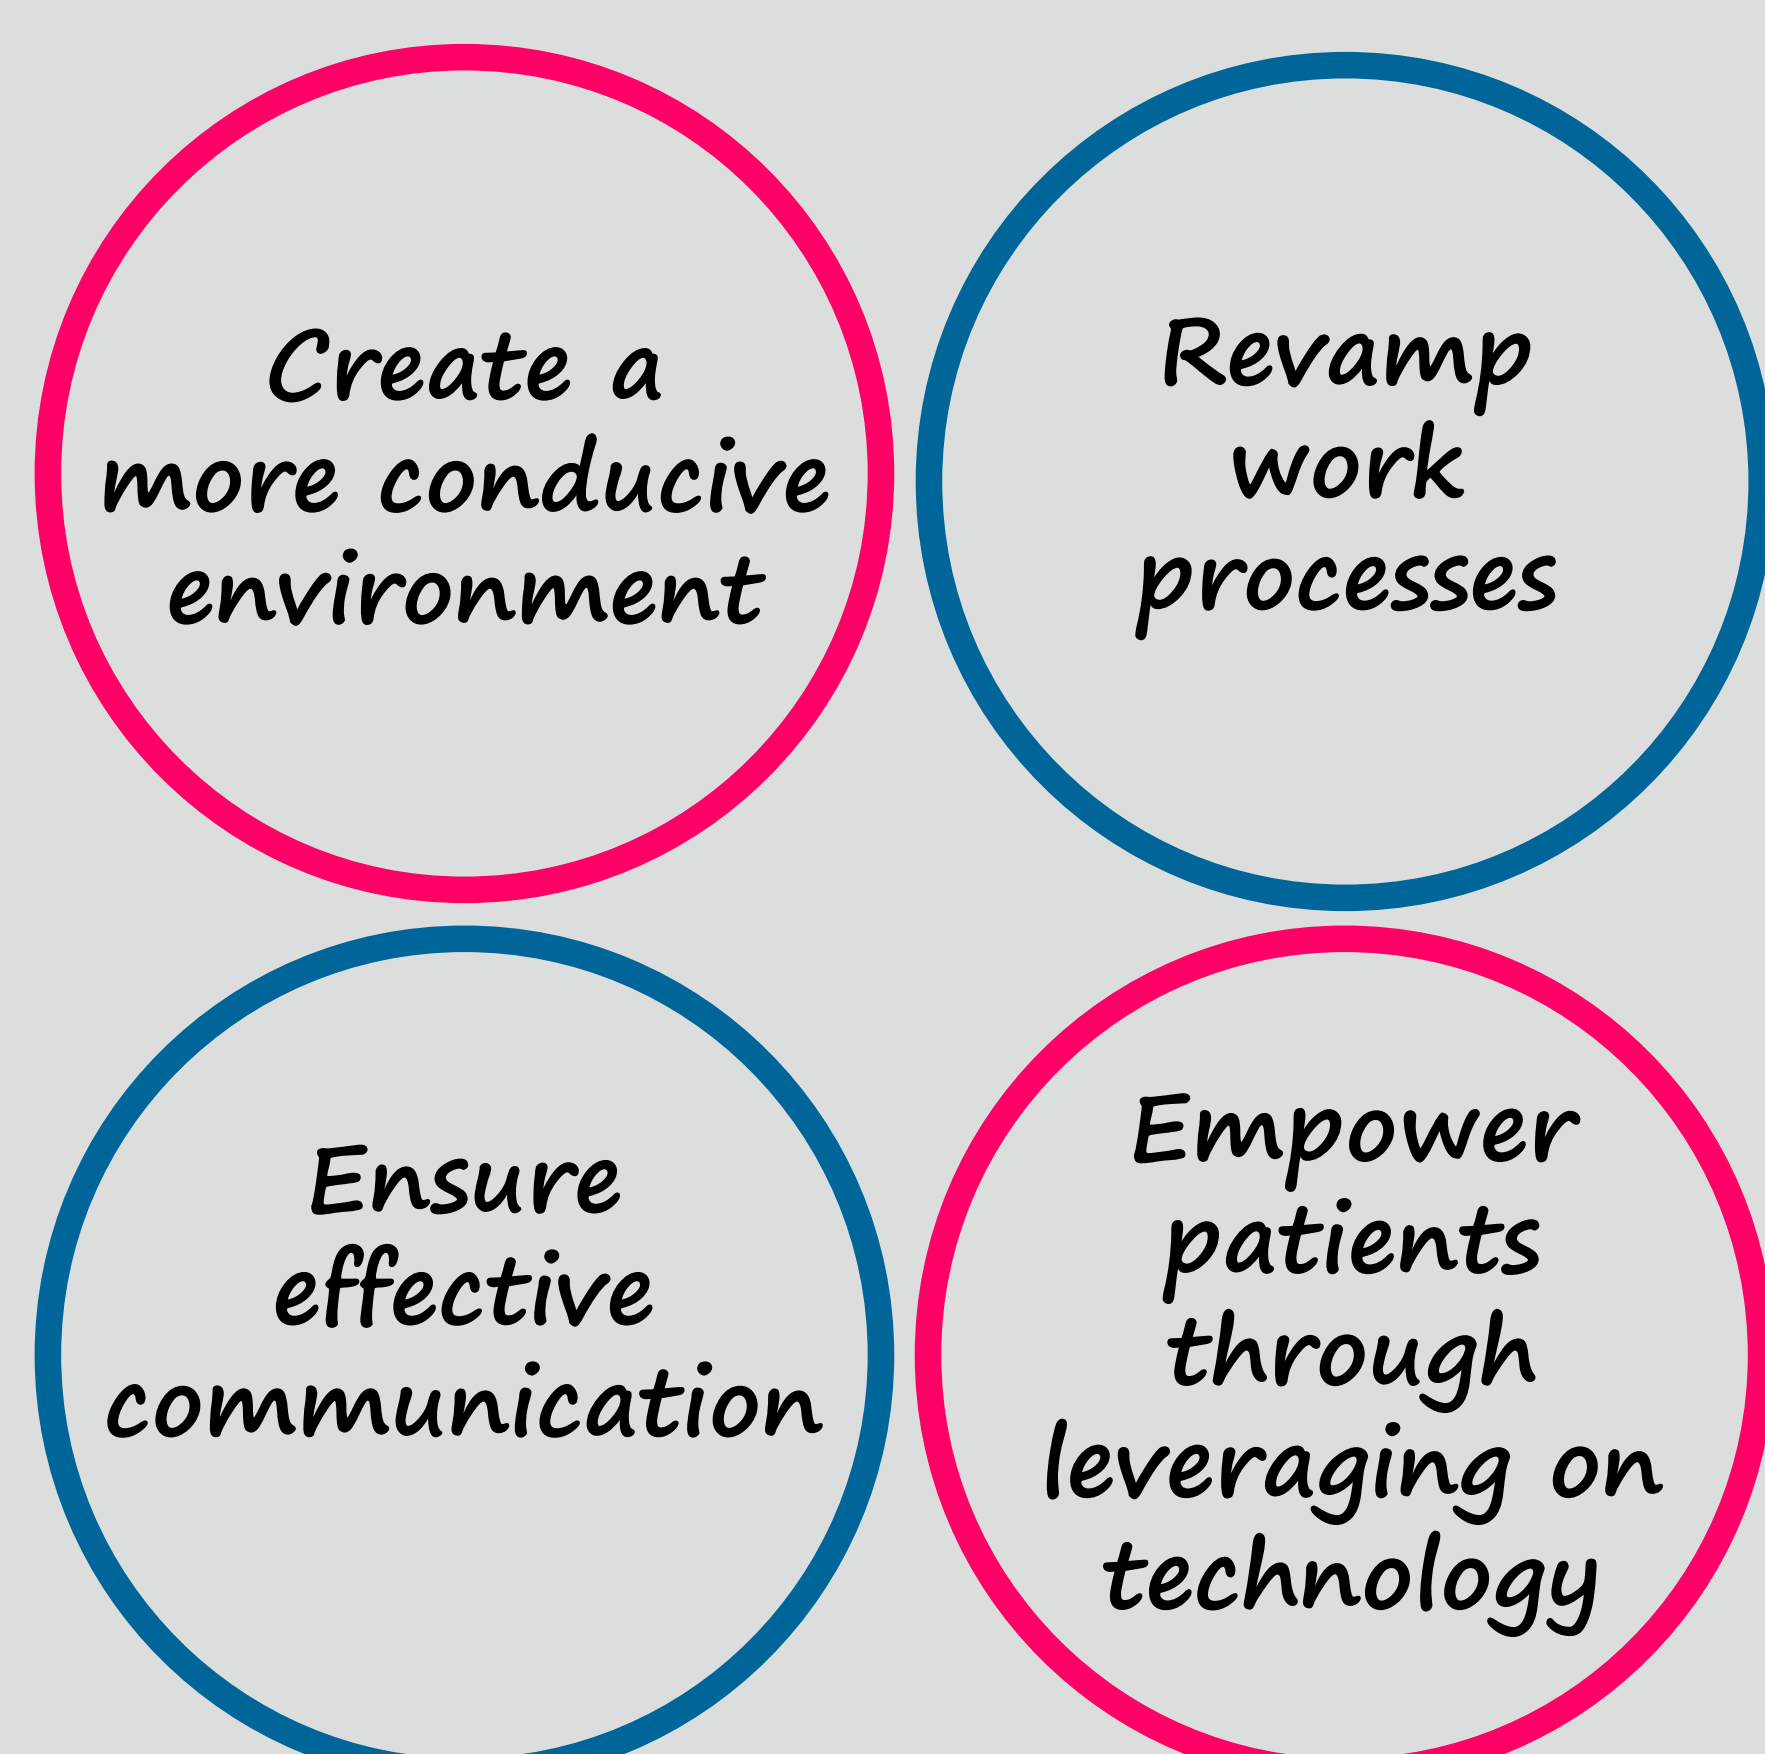 Create a
more conducive
environment
Revamp
work
processes
Ensure
effective
communication
Empower
patients
through
leveraging on
technology